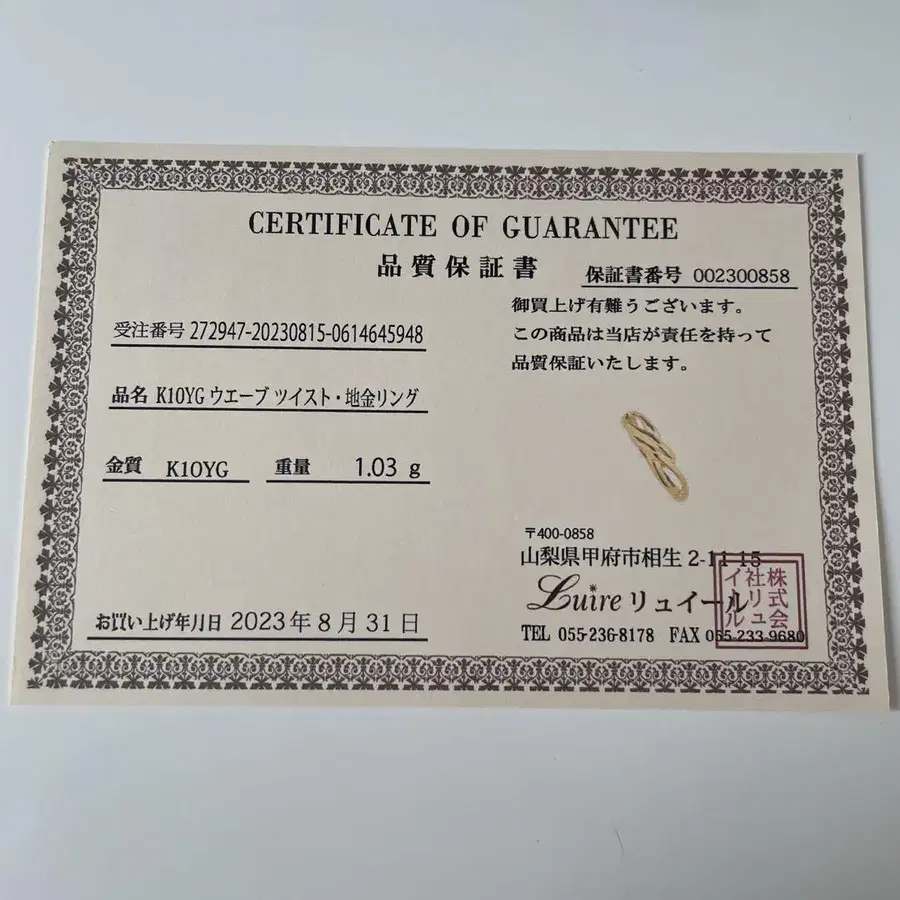 CERTIFICATE OF GUARANTEE
品質保証書
保証書番号 002300858
御買上げ有難うございます。
この商品は当店が責任を持って
品質保証いたします。
受注番号 272947-20230815-0614645948
品名 K10YG ウエーブ ツイスト・地金リング
金質 K10YG 重量 1.03 g
〒400-0858
山梨県甲府市相生 2-11-15
Luire リュイール
TEL 055-236-8178 FAX 055-233-9680
株式会社リュイール
お買い上げ年月日 2023年8月31日